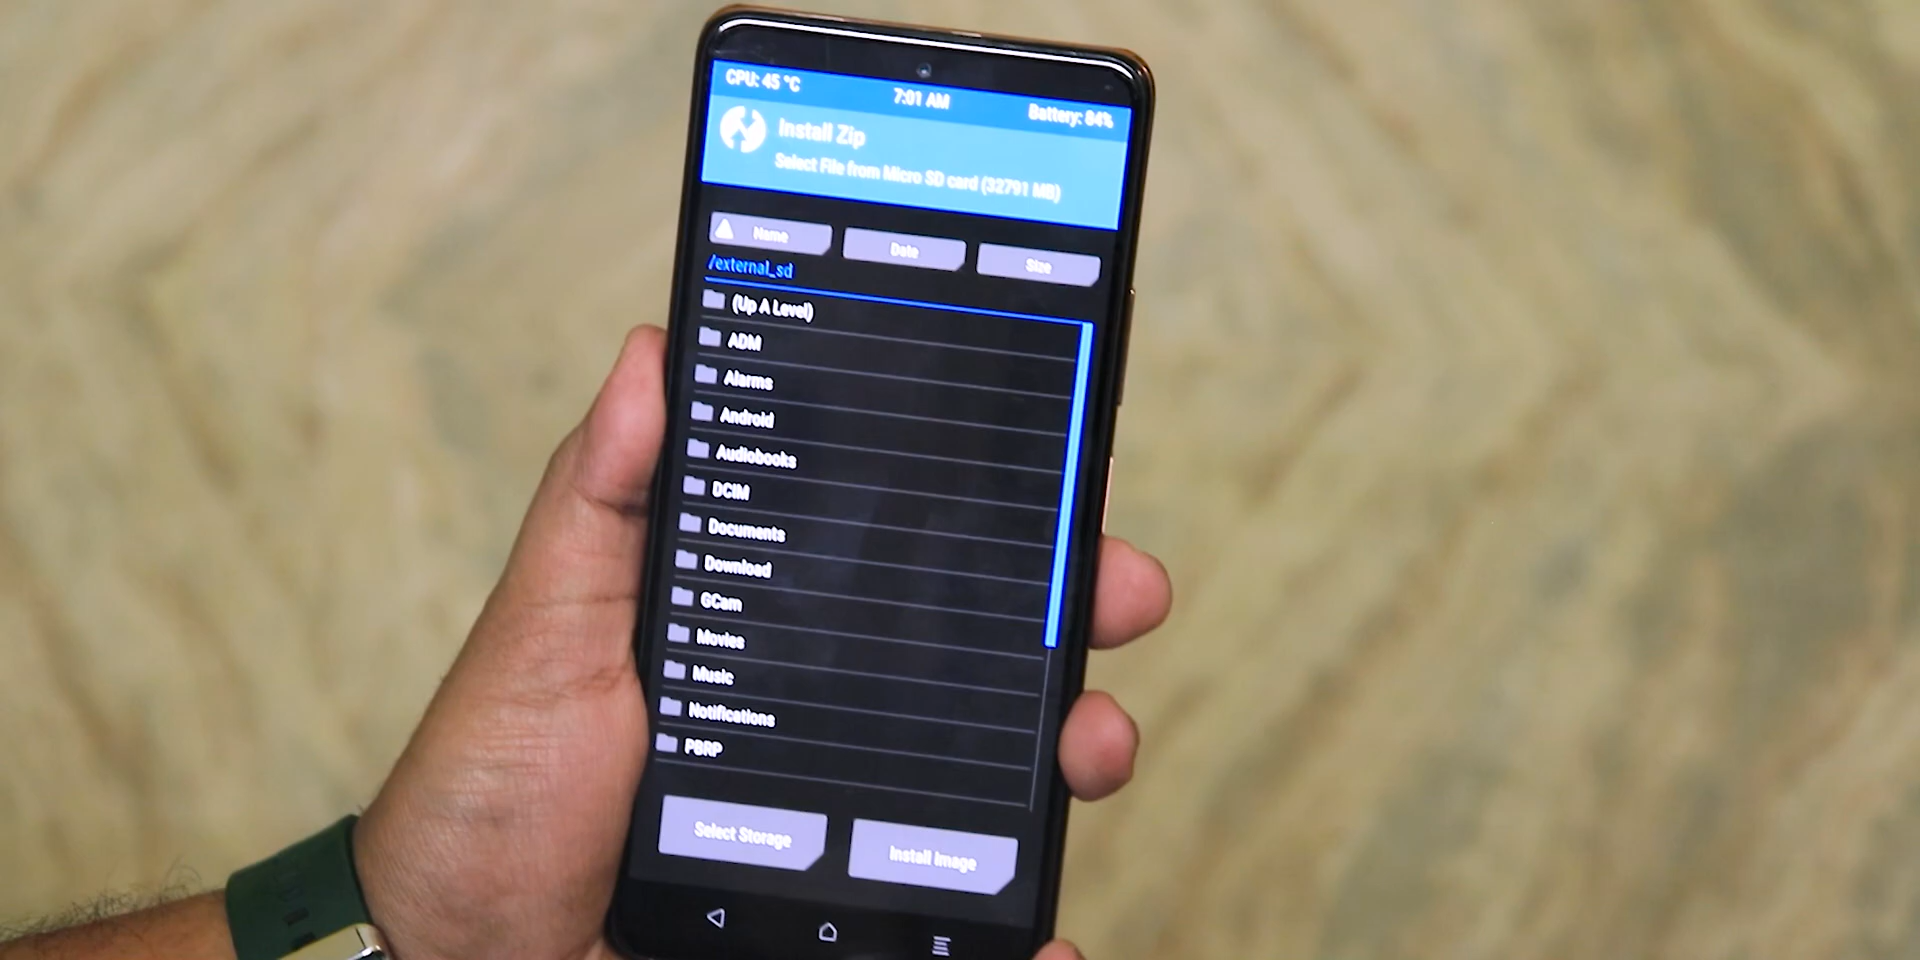 CPU: 45 °C
7:01 AM
Battery: 84%
Install Zip
Select File from Micro SD card (32791 MB)
Name
Date
Size
/external_sd
(Up A Level)
ADM
Alarms
Android
Audiobooks
DCIM
Documents
Download
GCam
Movies
Music
Notifications
PBRP
Select Storage
Install Image